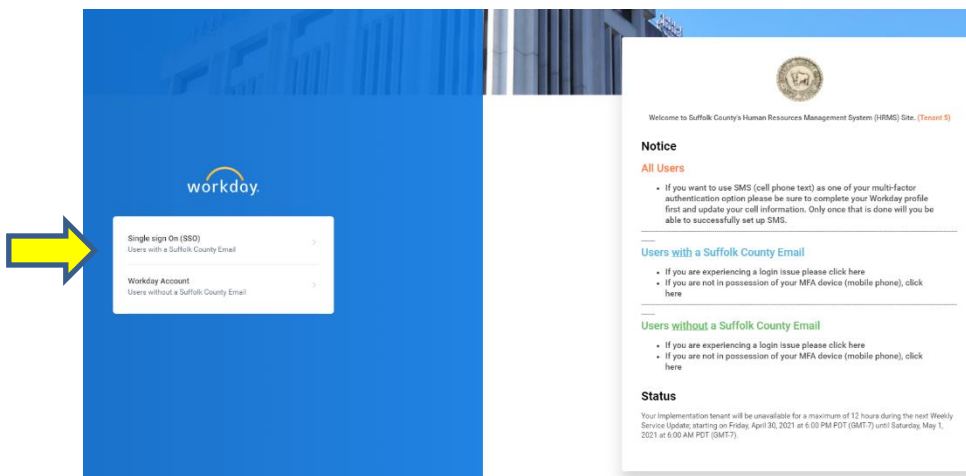 workday.
Single sign On (SSO)
Users with a Suffolk County Email
Workday Account
Users without a Suffolk County Email
Welcome to Suffolk County's Human Resources Management System (HRMS) Site. (Tenant 5)
Notice
All Users
• If you want to use SMS (cell phone text) as one of your multi-factor
authentication option please be sure to complete your Workday profile
first and update your cell information. Only once that is done will you be
able to successfully set up SMS.
Users with a Suffolk County Email
• If you are experiencing a login issue please click here
• If you are not in possession of your MFA device (mobile phone), click
here
Users without a Suffolk County Email
• If you are experiencing a login issue please click here
• If you are not in possession of your MFA device (mobile phone), click
here
Status
Your Implementation tenant will be unavailable for a maximum of 12 hours during the next Weekly
Service Update; starting on Friday, April 30, 2021 at 6:00 PM PDT (GMT-7) until Saturday, May 1,
2021 at 6:00 AM PDT (GMT-7).